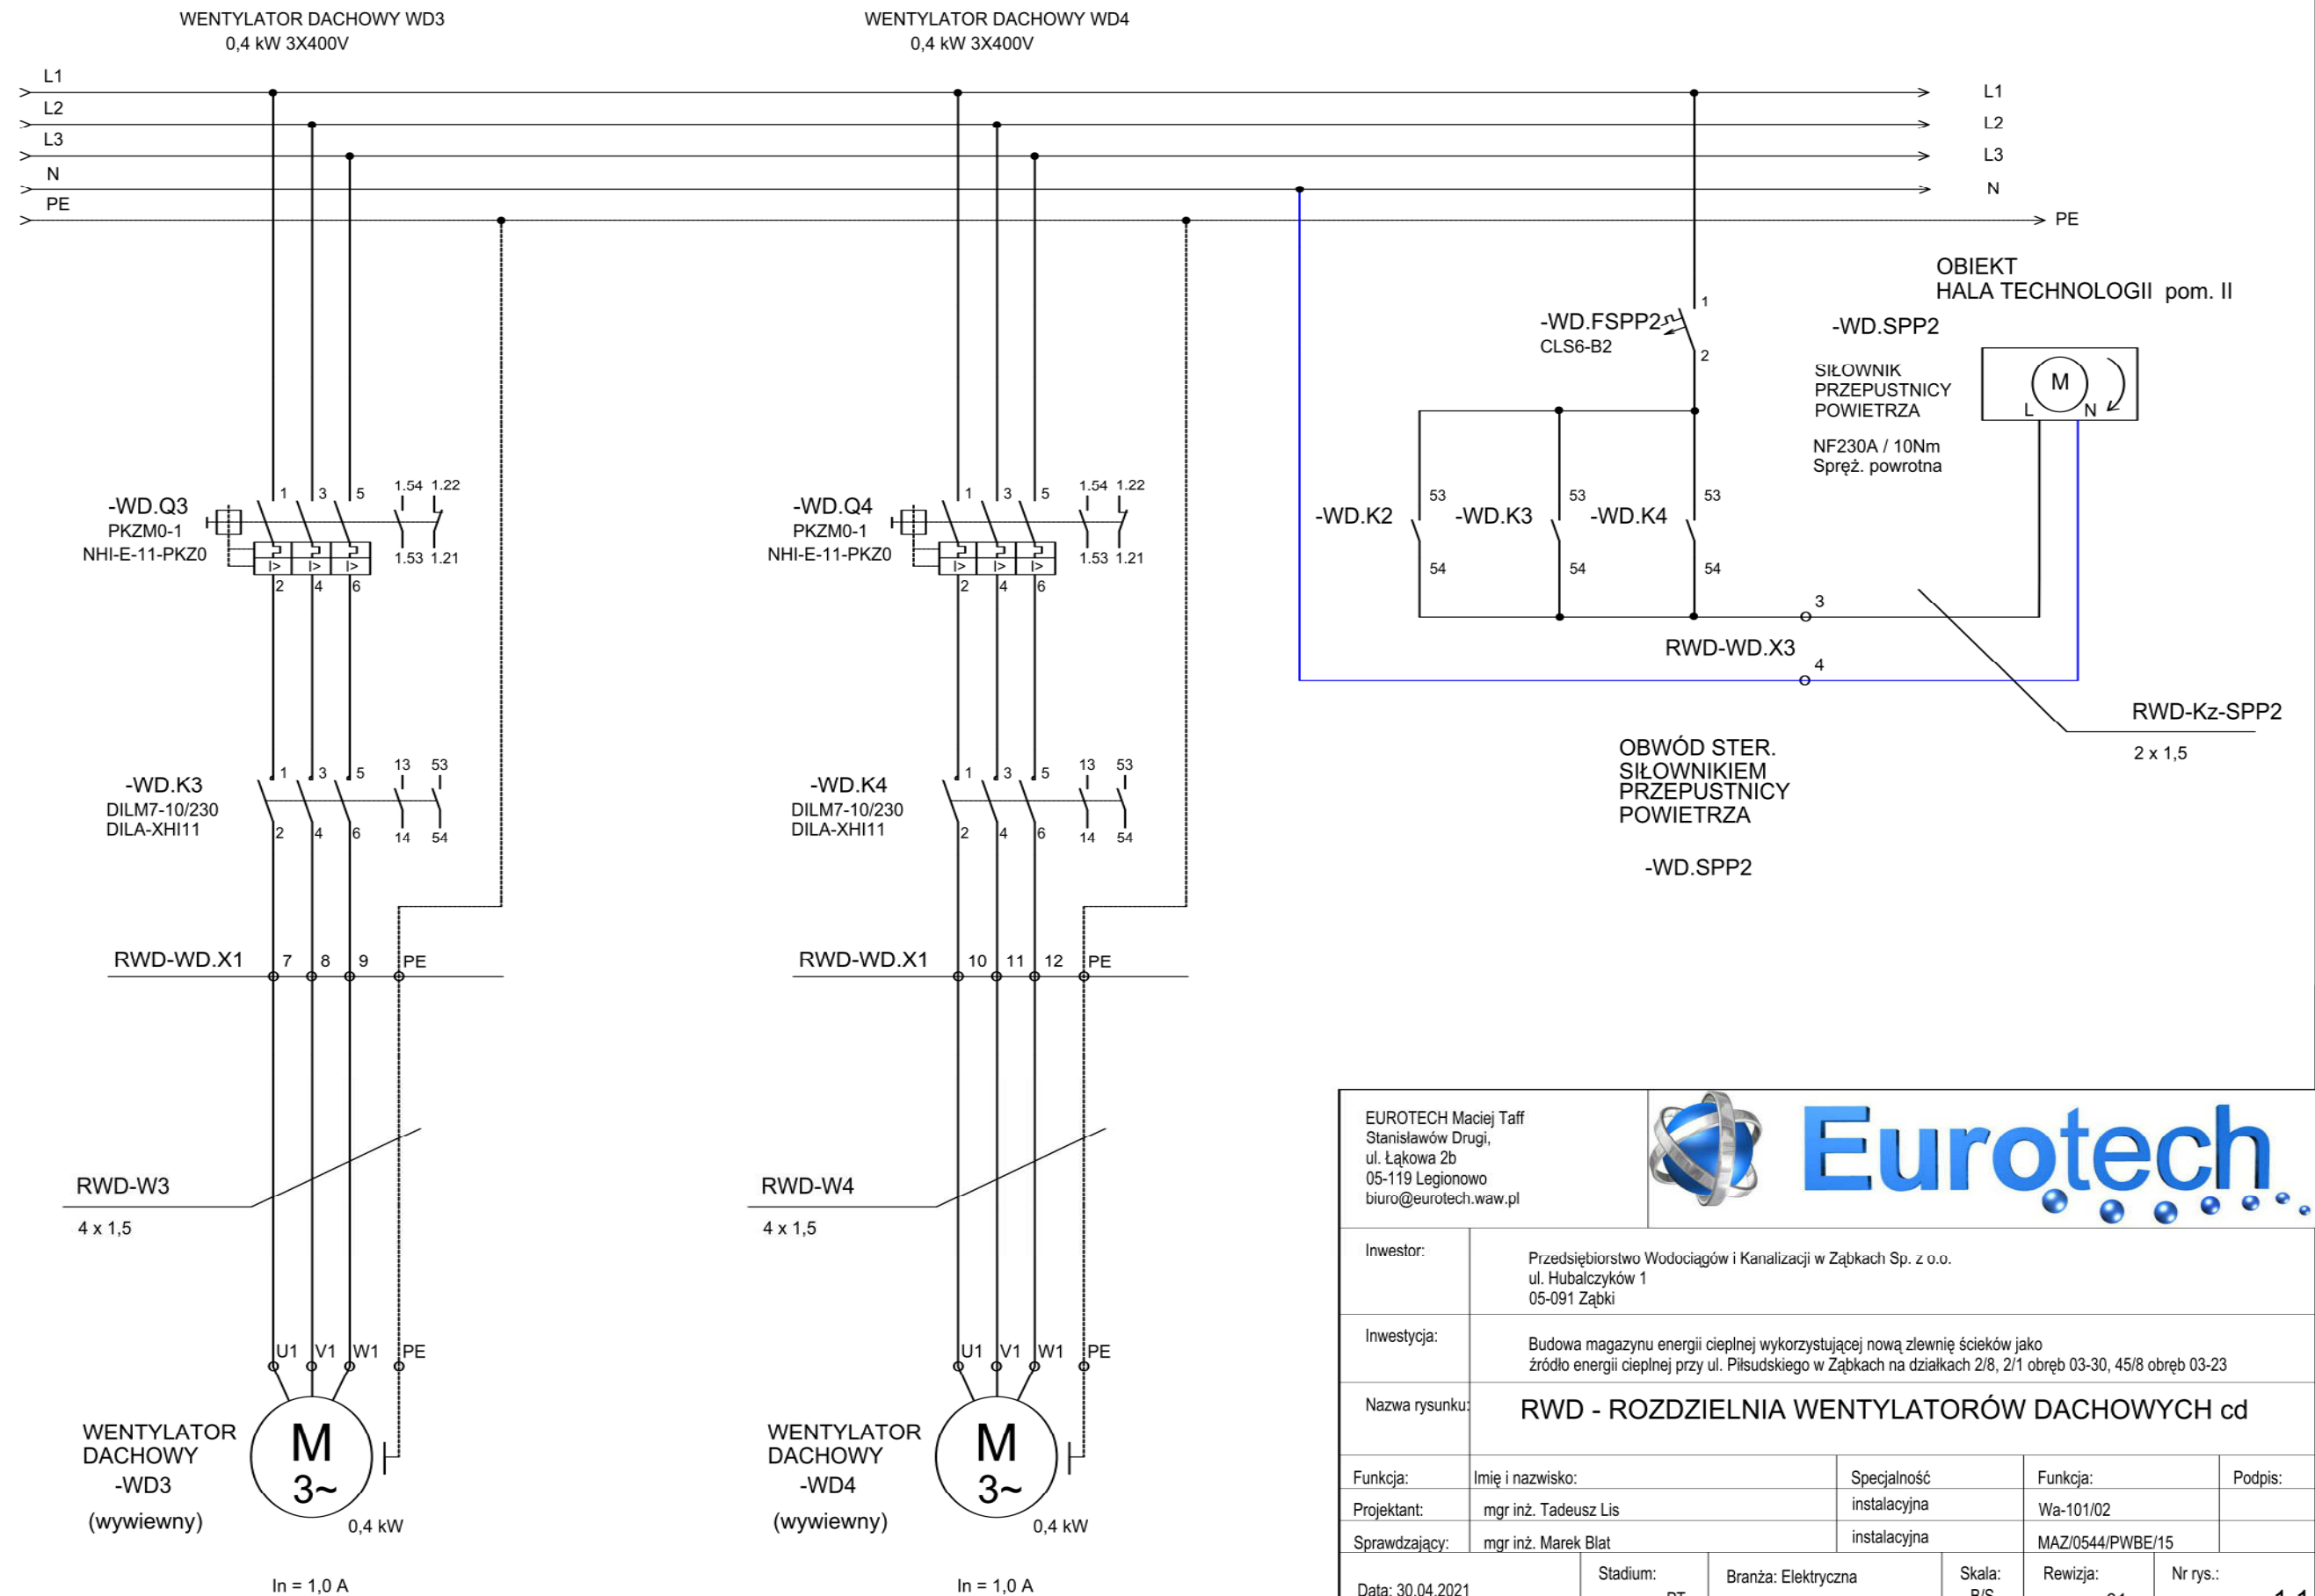 WENTYLATOR DACHOWY WD3
0,4 kW 3X400V
WENTYLATOR DACHOWY WD4
0,4 kW 3X400V
L1
L2
L3
N
PE
L1
L2
L3
N
PE
-WD.Q3
PKZM0-1
NHI-E-11-PKZ0
1 3 5 1.54 1.22
I> I> I>
1.53 1.21
2 4 6
-WD.K3
DILM7-10/230
DILA-XHI11
1 3 5 13 53
2 4 6 14 54
RWD-WD.X1 7 8 9 PE
RWD-W3
4 x 1,5
U1 V1 W1 PE
WENTYLATOR
DACHOWY
-WD3
(wywiewny)
M
3~
0,4 kW
In = 1,0 A
-WD.Q4
PKZM0-1
NHI-E-11-PKZ0
1 3 5 1.54 1.22
I> I> I>
1.53 1.21
2 4 6
-WD.K4
DILM7-10/230
DILA-XHI11
1 3 5 13 53
2 4 6 14 54
RWD-WD.X1 10 11 12 PE
RWD-W4
4 x 1,5
U1 V1 W1 PE
WENTYLATOR
DACHOWY
-WD4
(wywiewny)
M
3~
0,4 kW
In = 1,0 A
OBIEKT
HALA TECHNOLOGII pom. II
-WD.FSPP2
CLS6-B2
1
2
-WD.SPP2
SIŁOWNIK
PRZEPUSTNICY
POWIETRZA
NF230A / 10Nm
Spręż. powrotna
M
L N
-WD.K2 53 54
-WD.K3 53 54
-WD.K4 53 54
3
RWD-WD.X3
4
RWD-Kz-SPP2
2 x 1,5
OBWÓD STER.
SIŁOWNIKIEM
PRZEPUSTNICY
POWIETRZA
-WD.SPP2
EUROTECH Maciej Taff
Stanisławów Drugi,
ul. Łąkowa 2b
05-119 Legionowo
biuro@eurotech.waw.pl
Eurotech
Inwestor:
Przedsiębiorstwo Wodociągów i Kanalizacji w Ząbkach Sp. z o.o.
ul. Hubalczyków 1
05-091 Ząbki
Inwestycja:
Budowa magazynu energii cieplnej wykorzystującej nową zlewnię ścieków jako
źródło energii cieplnej przy ul. Piłsudskiego w Ząbkach na działkach 2/8, 2/1 obręb 03-30, 45/8 obręb 03-23
Nazwa rysunku:
RWD - ROZDZIELNIA WENTYLATORÓW DACHOWYCH cd
Funkcja: Imię i nazwisko: Specjalność Funkcja: Podpis:
Projektant: mgr inż. Tadeusz Lis instalacyjna Wa-101/02
Sprawdzający: mgr inż. Marek Blat instalacyjna MAZ/0544/PWBE/15
Data: 30.04.2021 Stadium: Branża: Elektryczna Skala: Rewizja: Nr rys.: